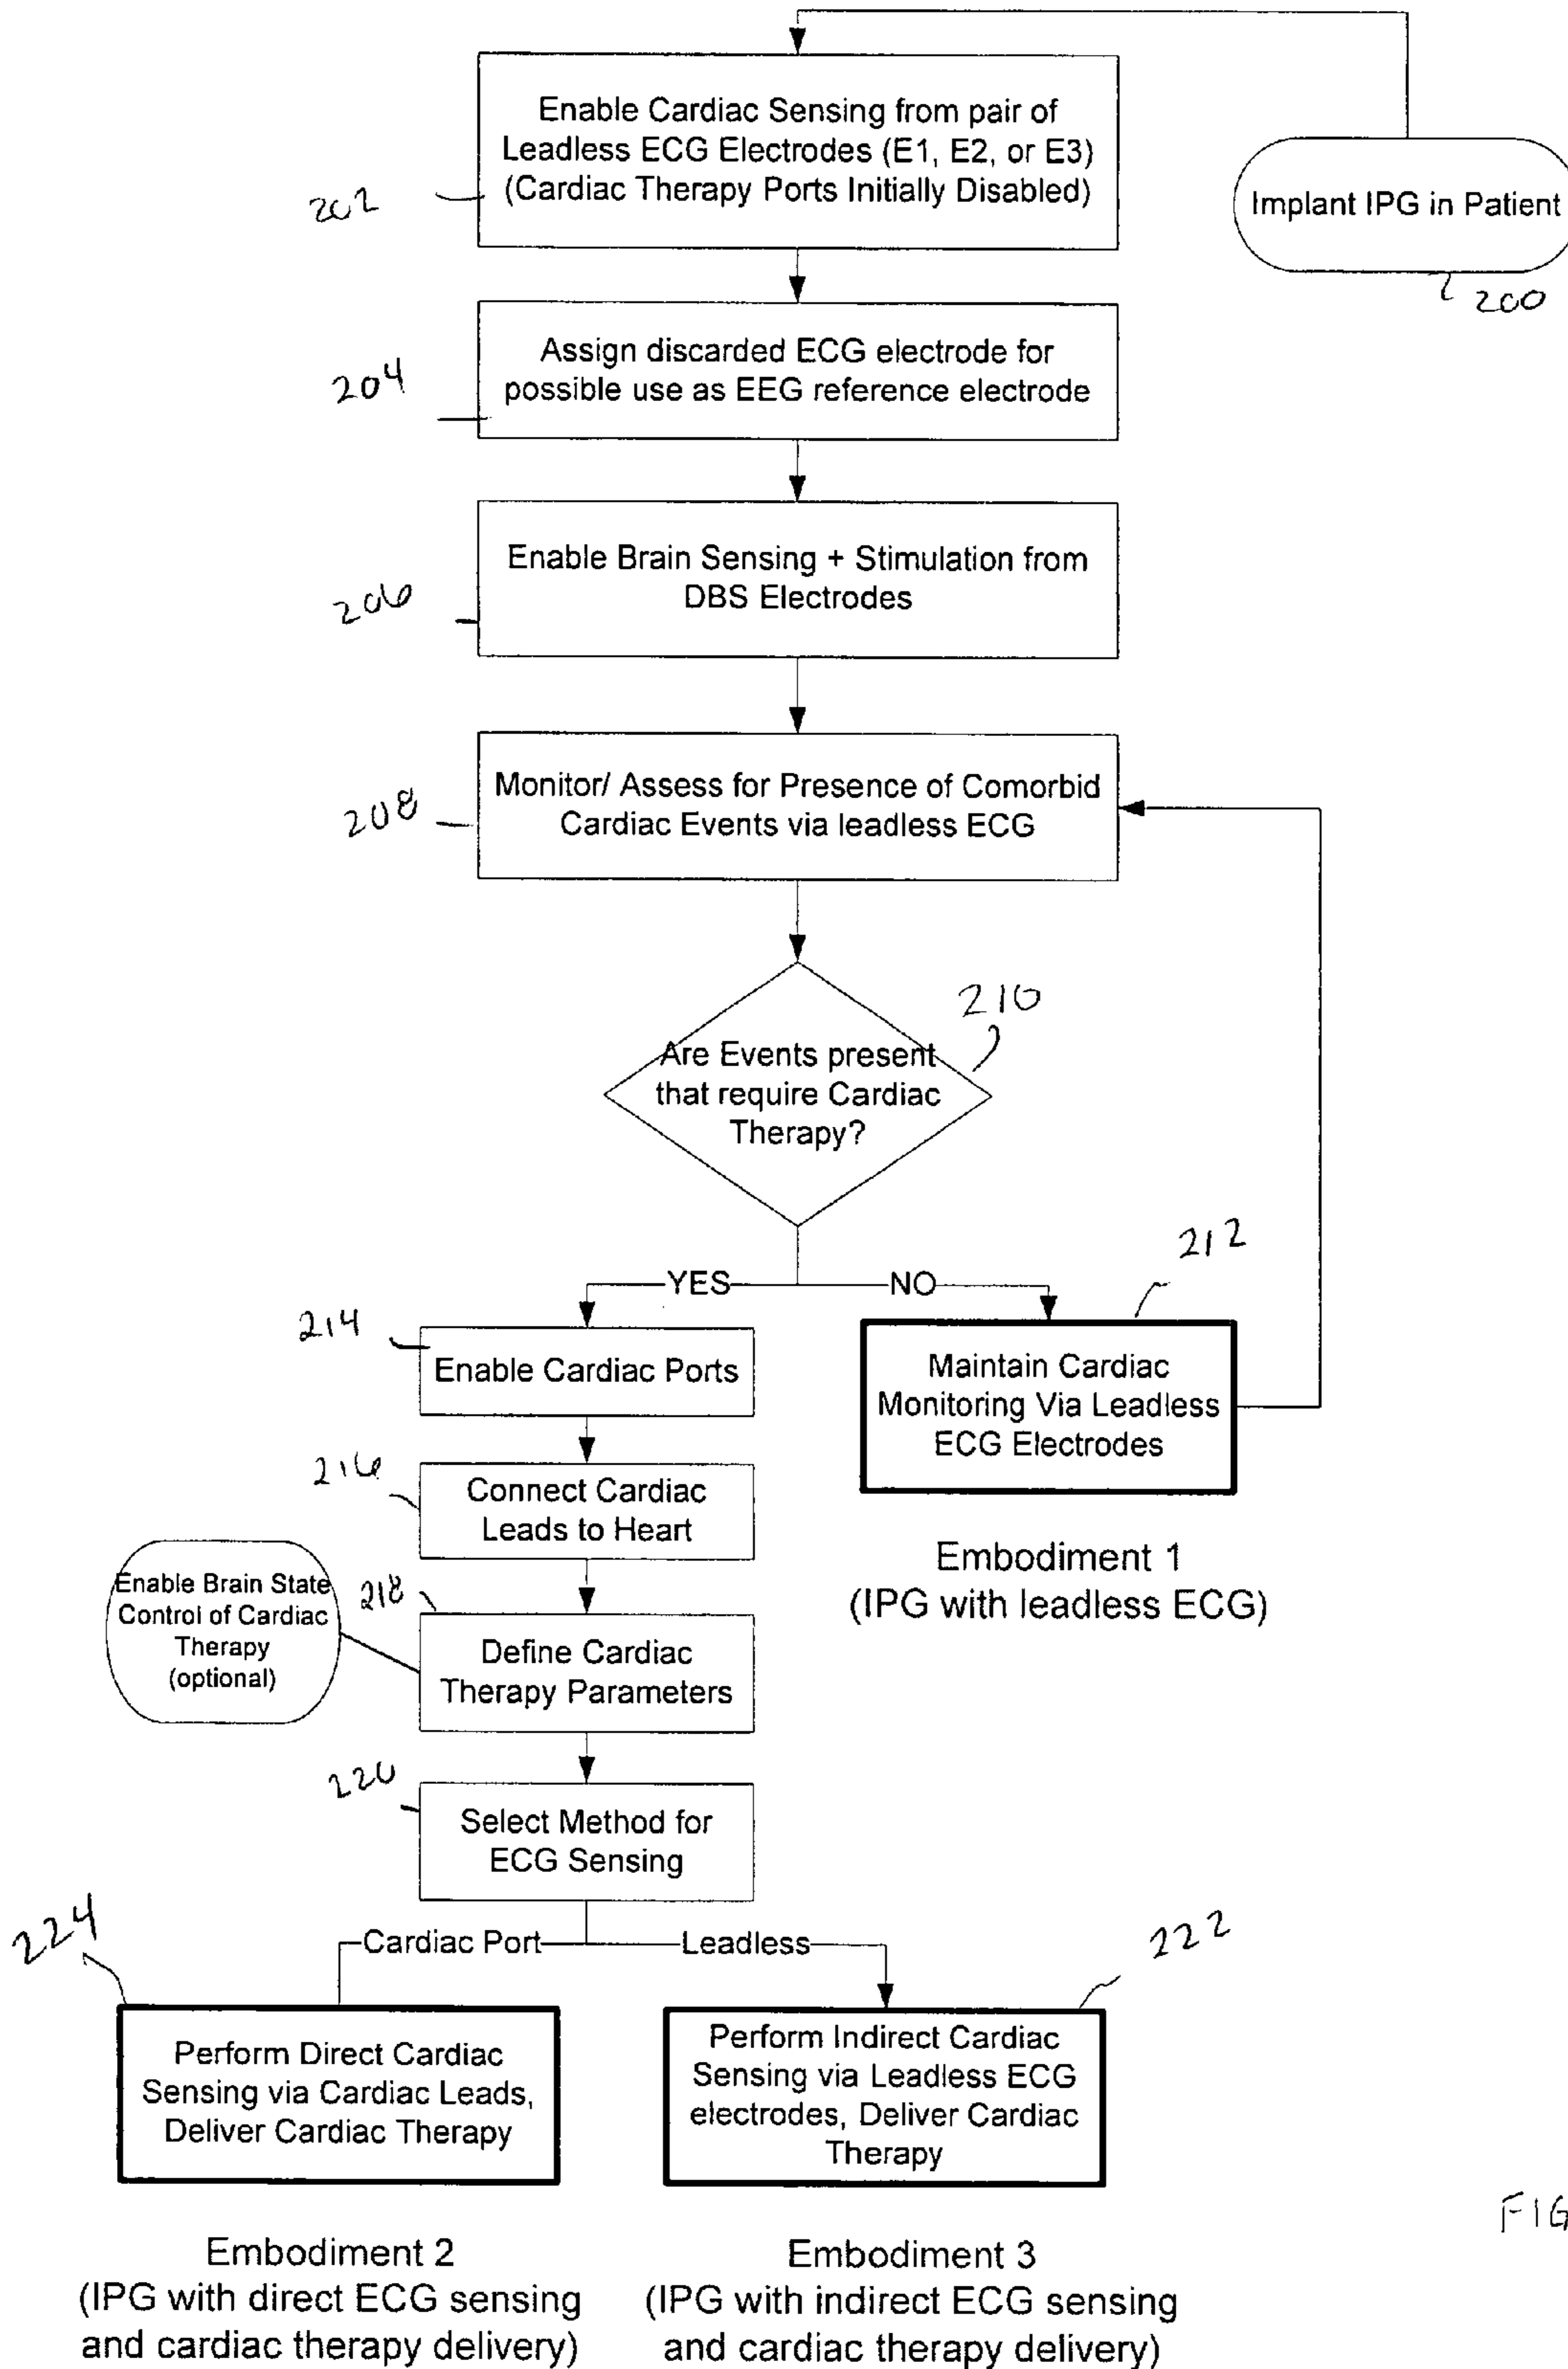 Enable Cardiac Sensing from pair of
Leadless ECG Electrodes (E1, E2, or E3)
(Cardiac Therapy Ports Initially Disabled)
202
Implant IPG in Patient
200
Assign discarded ECG electrode for
possible use as EEG reference electrode
204
Enable Brain Sensing + Stimulation from
DBS Electrodes
206
Monitor/ Assess for Presence of Comorbid
Cardiac Events via leadless ECG
208
210
Are Events present
that require Cardiac
Therapy?
YES
NO
212
214
Enable Cardiac Ports
Maintain Cardiac
Monitoring Via Leadless
ECG Electrodes
Embodiment 1
(IPG with leadless ECG)
216
Connect Cardiac
Leads to Heart
Enable Brain State
Control of Cardiac
Therapy
(optional)
218
Define Cardiac
Therapy Parameters
220
Select Method for
ECG Sensing
Cardiac Port
Leadless
224
222
Perform Direct Cardiac
Sensing via Cardiac Leads,
Deliver Cardiac Therapy
Perform Indirect Cardiac
Sensing via Leadless ECG
electrodes, Deliver Cardiac
Therapy
Embodiment 2
(IPG with direct ECG sensing
and cardiac therapy delivery)
Embodiment 3
(IPG with indirect ECG sensing
and cardiac therapy delivery)
FIG